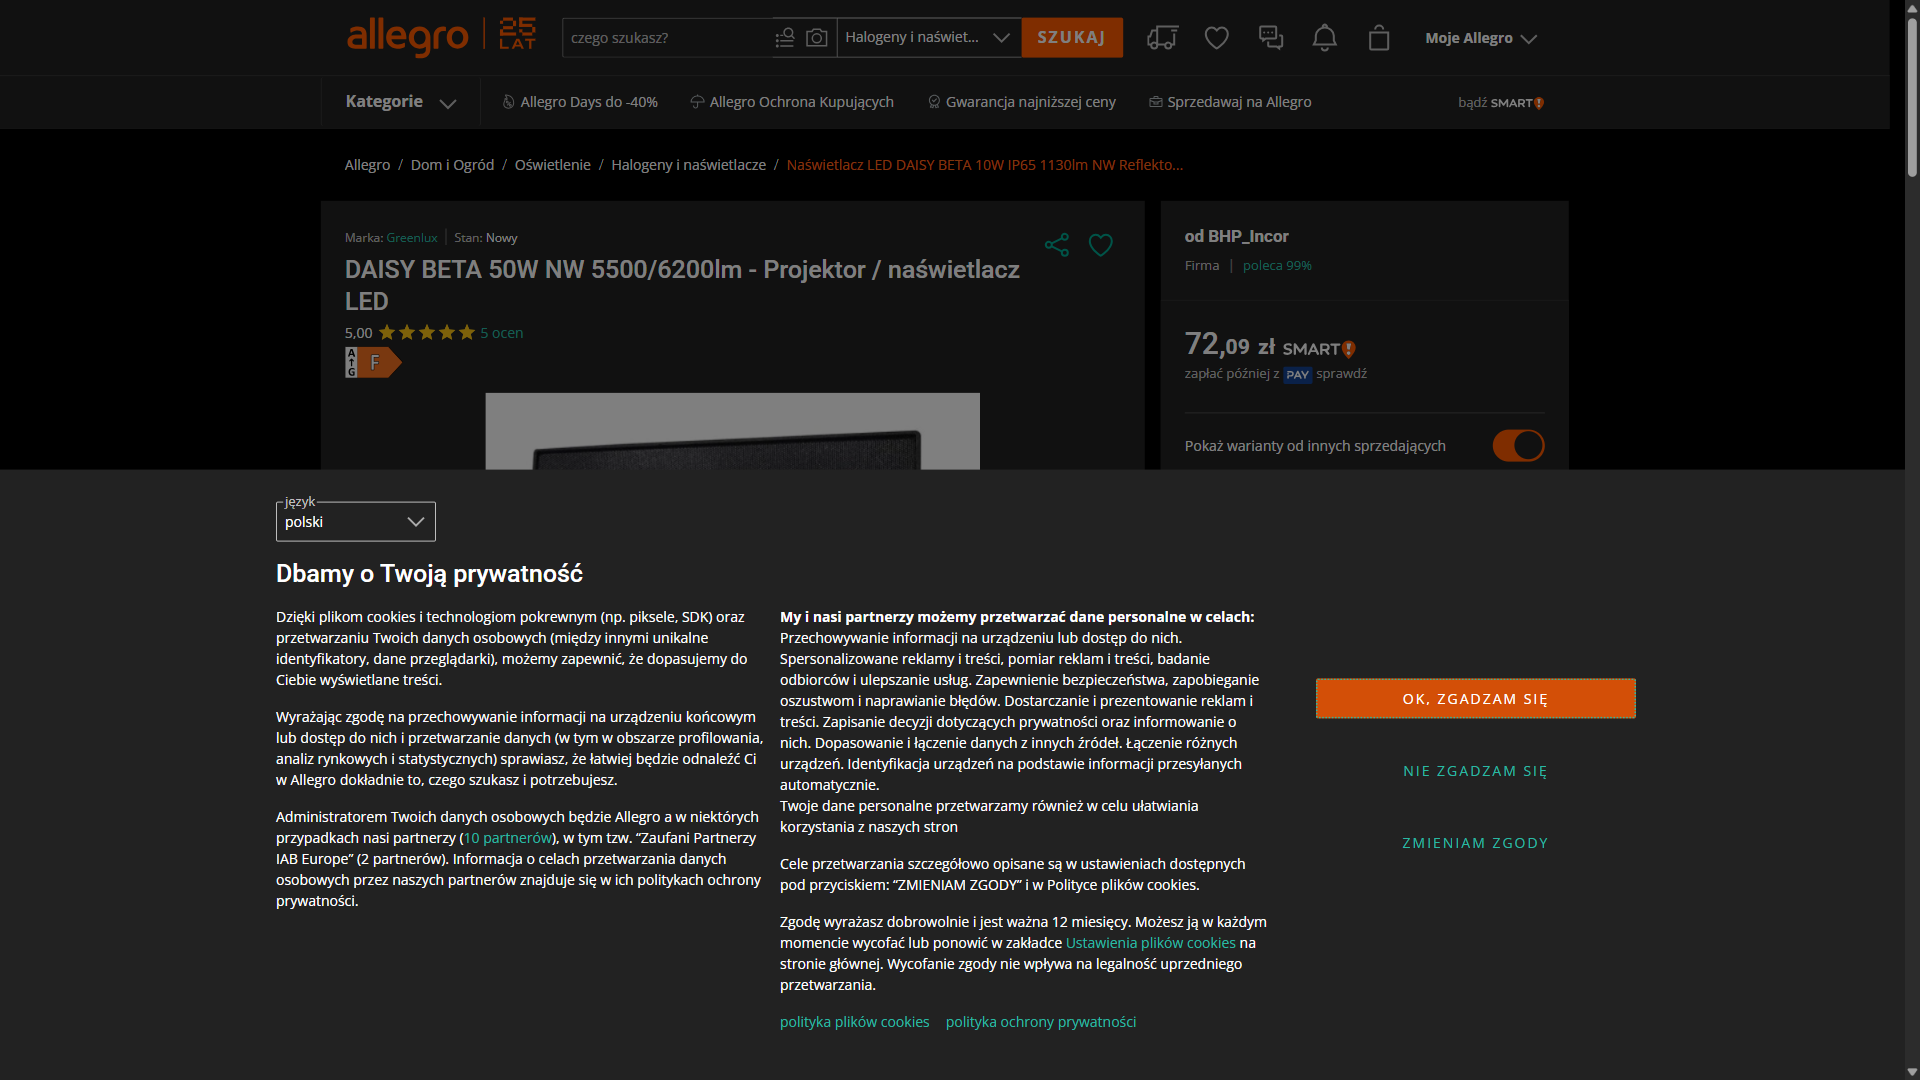 allegro 25 LAT
czego szukasz?
Halogeny i naświet...
SZUKAJ
Moje Allegro
Kategorie
Allegro Days do -40%
Allegro Ochrona Kupujących
Gwarancja najniższej ceny
Sprzedawaj na Allegro
bądź SMART!
Allegro / Dom i Ogród / Oświetlenie / Halogeny i naświetlacze / Naświetlacz LED DAISY BETA 10W IP65 1130lm NW Reflekto...
Marka: Greenlux | Stan: Nowy
DAISY BETA 50W NW 5500/6200lm - Projektor / naświetlacz
LED
5,00 5 ocen
A G F
od BHP_Incor
Firma | poleca 99%
72,09 zł SMART!
zapłać później z PAY sprawdź
Pokaż warianty od innych sprzedających
język
polski
Dbamy o Twoją prywatność
Dzięki plikom cookies i technologiom pokrewnym (np. piksele, SDK) oraz
przetwarzaniu Twoich danych osobowych (między innymi unikalne
identyfikatory, dane przeglądarki), możemy zapewnić, że dopasujemy do
Ciebie wyświetlane treści.
Wyrażając zgodę na przechowywanie informacji na urządzeniu końcowym
lub dostęp do nich i przetwarzanie danych (w tym w obszarze profilowania,
analiz rynkowych i statystycznych) sprawiasz, że łatwiej będzie odnaleźć Ci
w Allegro dokładnie to, czego szukasz i potrzebujesz.
Administratorem Twoich danych osobowych będzie Allegro a w niektórych
przypadkach nasi partnerzy (10 partnerów), w tym tzw. “Zaufani Partnerzy
IAB Europe” (2 partnerów). Informacja o celach przetwarzania danych
osobowych przez naszych partnerów znajduje się w ich politykach ochrony
prywatności.
My i nasi partnerzy możemy przetwarzać dane personalne w celach:
Przechowywanie informacji na urządzeniu lub dostęp do nich.
Spersonalizowane reklamy i treści, pomiar reklam i treści, badanie
odbiorców i ulepszanie usług. Zapewnienie bezpieczeństwa, zapobieganie
oszustwom i naprawianie błędów. Dostarczanie i prezentowanie reklam i
treści. Zapisanie decyzji dotyczących prywatności oraz informowanie o
nich. Dopasowanie i łączenie danych z innych źródeł. Łączenie różnych
urządzeń. Identyfikacja urządzeń na podstawie informacji przesyłanych
automatycznie.
Twoje dane personalne przetwarzamy również w celu ułatwiania
korzystania z naszych stron
Cele przetwarzania szczegółowo opisane są w ustawieniach dostępnych
pod przyciskiem: “ZMIENIAM ZGODY” i w Polityce plików cookies.
Zgodę wyrażasz dobrowolnie i jest ważna 12 miesięcy. Możesz ją w każdym
momencie wycofać lub ponowić w zakładce Ustawienia plików cookies na
stronie głównej. Wycofanie zgody nie wpływa na legalność uprzedniego
przetwarzania.
polityka plików cookies polityka ochrony prywatności
OK, ZGADZAM SIĘ
NIE ZGADZAM SIĘ
ZMIENIAM ZGODY